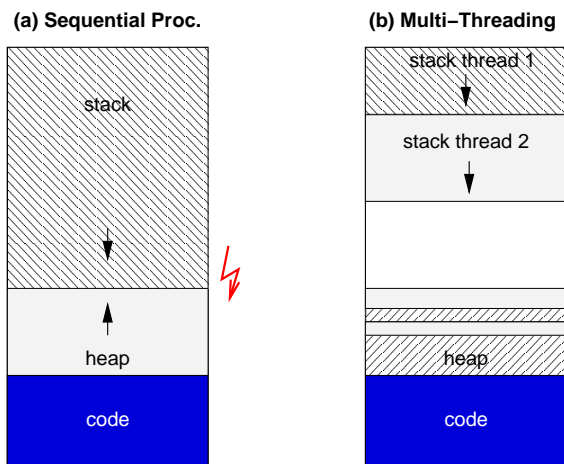 (a) Sequential Proc.
stack
heap
code
(b) Multi−Threading
stack thread 1
stack thread 2
heap
code